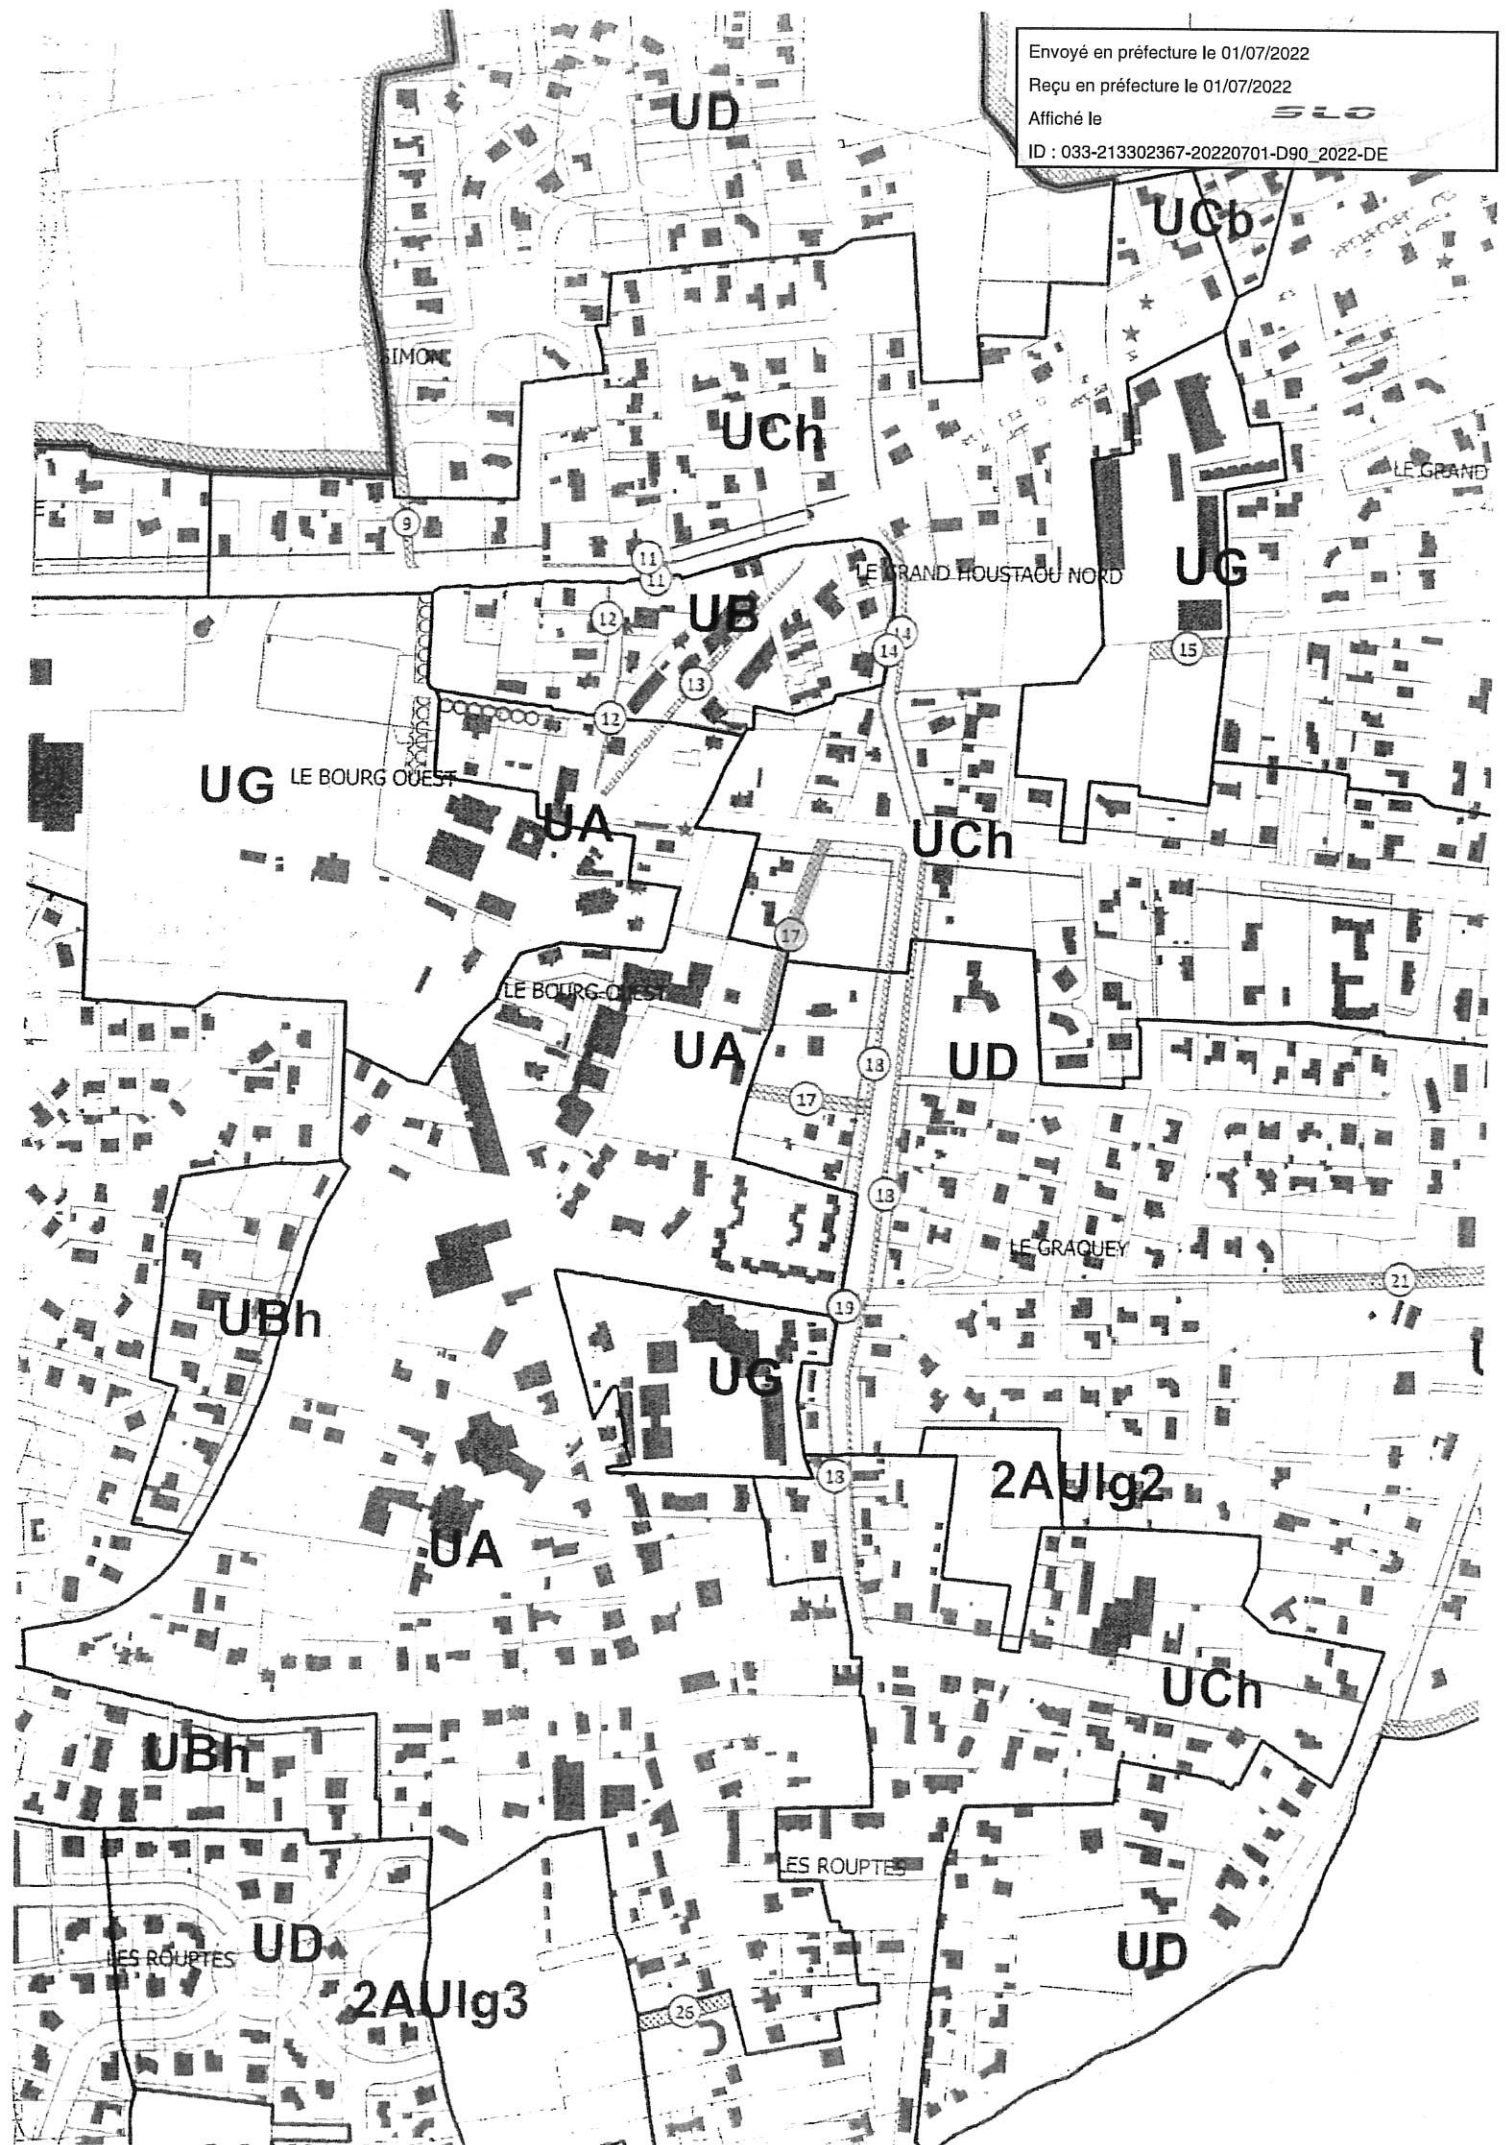 Envoyé en préfecture le 01/07/2022
Reçu en préfecture le 01/07/2022
Affiché le
SLO
ID : 033-213302367-20220701-D90_2022-DE
UD
UCb
SIMON
UCh
LE GRAND
9
11
11
LE GRAND HOUSTAOU NORD
UG
UB
12
14
14
15
13
12
UG
LE BOURG OUEST
UA
UCh
17
LE BOURG-OUEST
UA
UD
18
17
18
LE GRAQUEY
21
19
UBh
UG
18
2AUIg2
UA
UCh
UBh
LES ROUPTES
UD
LES ROUPTES
UD
2AUIg3
26